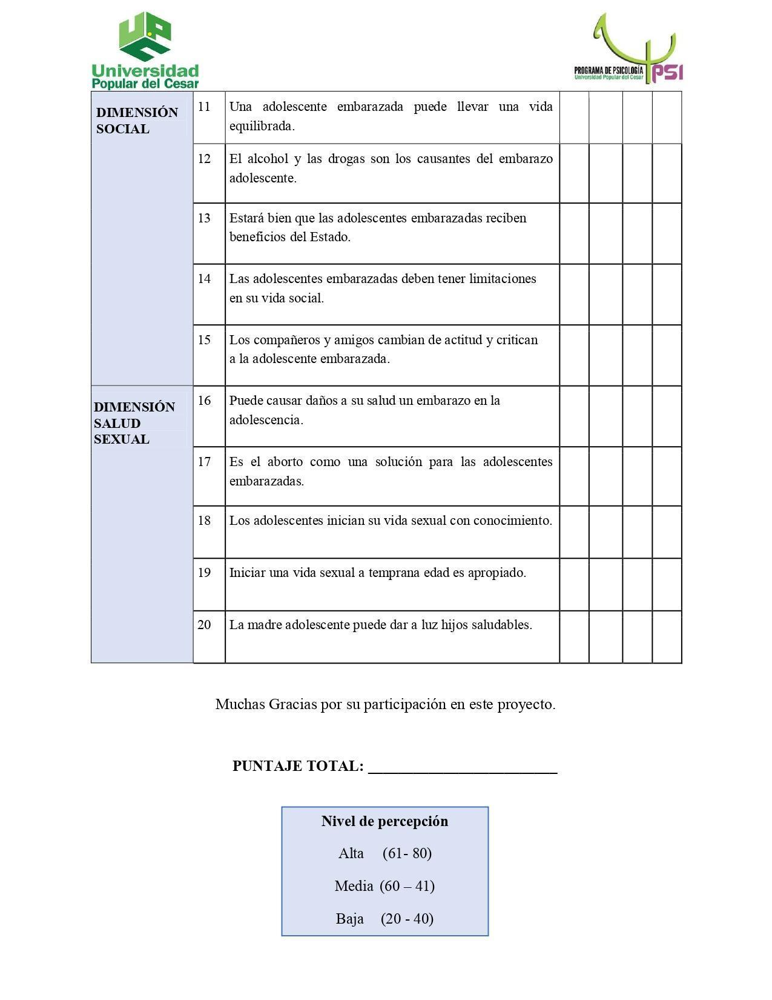 UPC
Universidad
Popular del Cesar
PROGRAMA DE PSICOLOGÍA
Universidad Popular del Cesar
PSI
DIMENSIÓN
SOCIAL
11 Una adolescente embarazada puede llevar una vida
equilibrada.
12 El alcohol y las drogas son los causantes del embarazo
adolescente.
13 Estará bien que las adolescentes embarazadas reciben
beneficios del Estado.
14 Las adolescentes embarazadas deben tener limitaciones
en su vida social.
15 Los compañeros y amigos cambian de actitud y critican
a la adolescente embarazada.
DIMENSIÓN
SALUD
SEXUAL
16 Puede causar daños a su salud un embarazo en la
adolescencia.
17 Es el aborto como una solución para las adolescentes
embarazadas.
18 Los adolescentes inician su vida sexual con conocimiento.
19 Iniciar una vida sexual a temprana edad es apropiado.
20 La madre adolescente puede dar a luz hijos saludables.
Muchas Gracias por su participación en este proyecto.
PUNTAJE TOTAL: ________________________
Nivel de percepción
Alta (61- 80)
Media (60 – 41)
Baja (20 - 40)